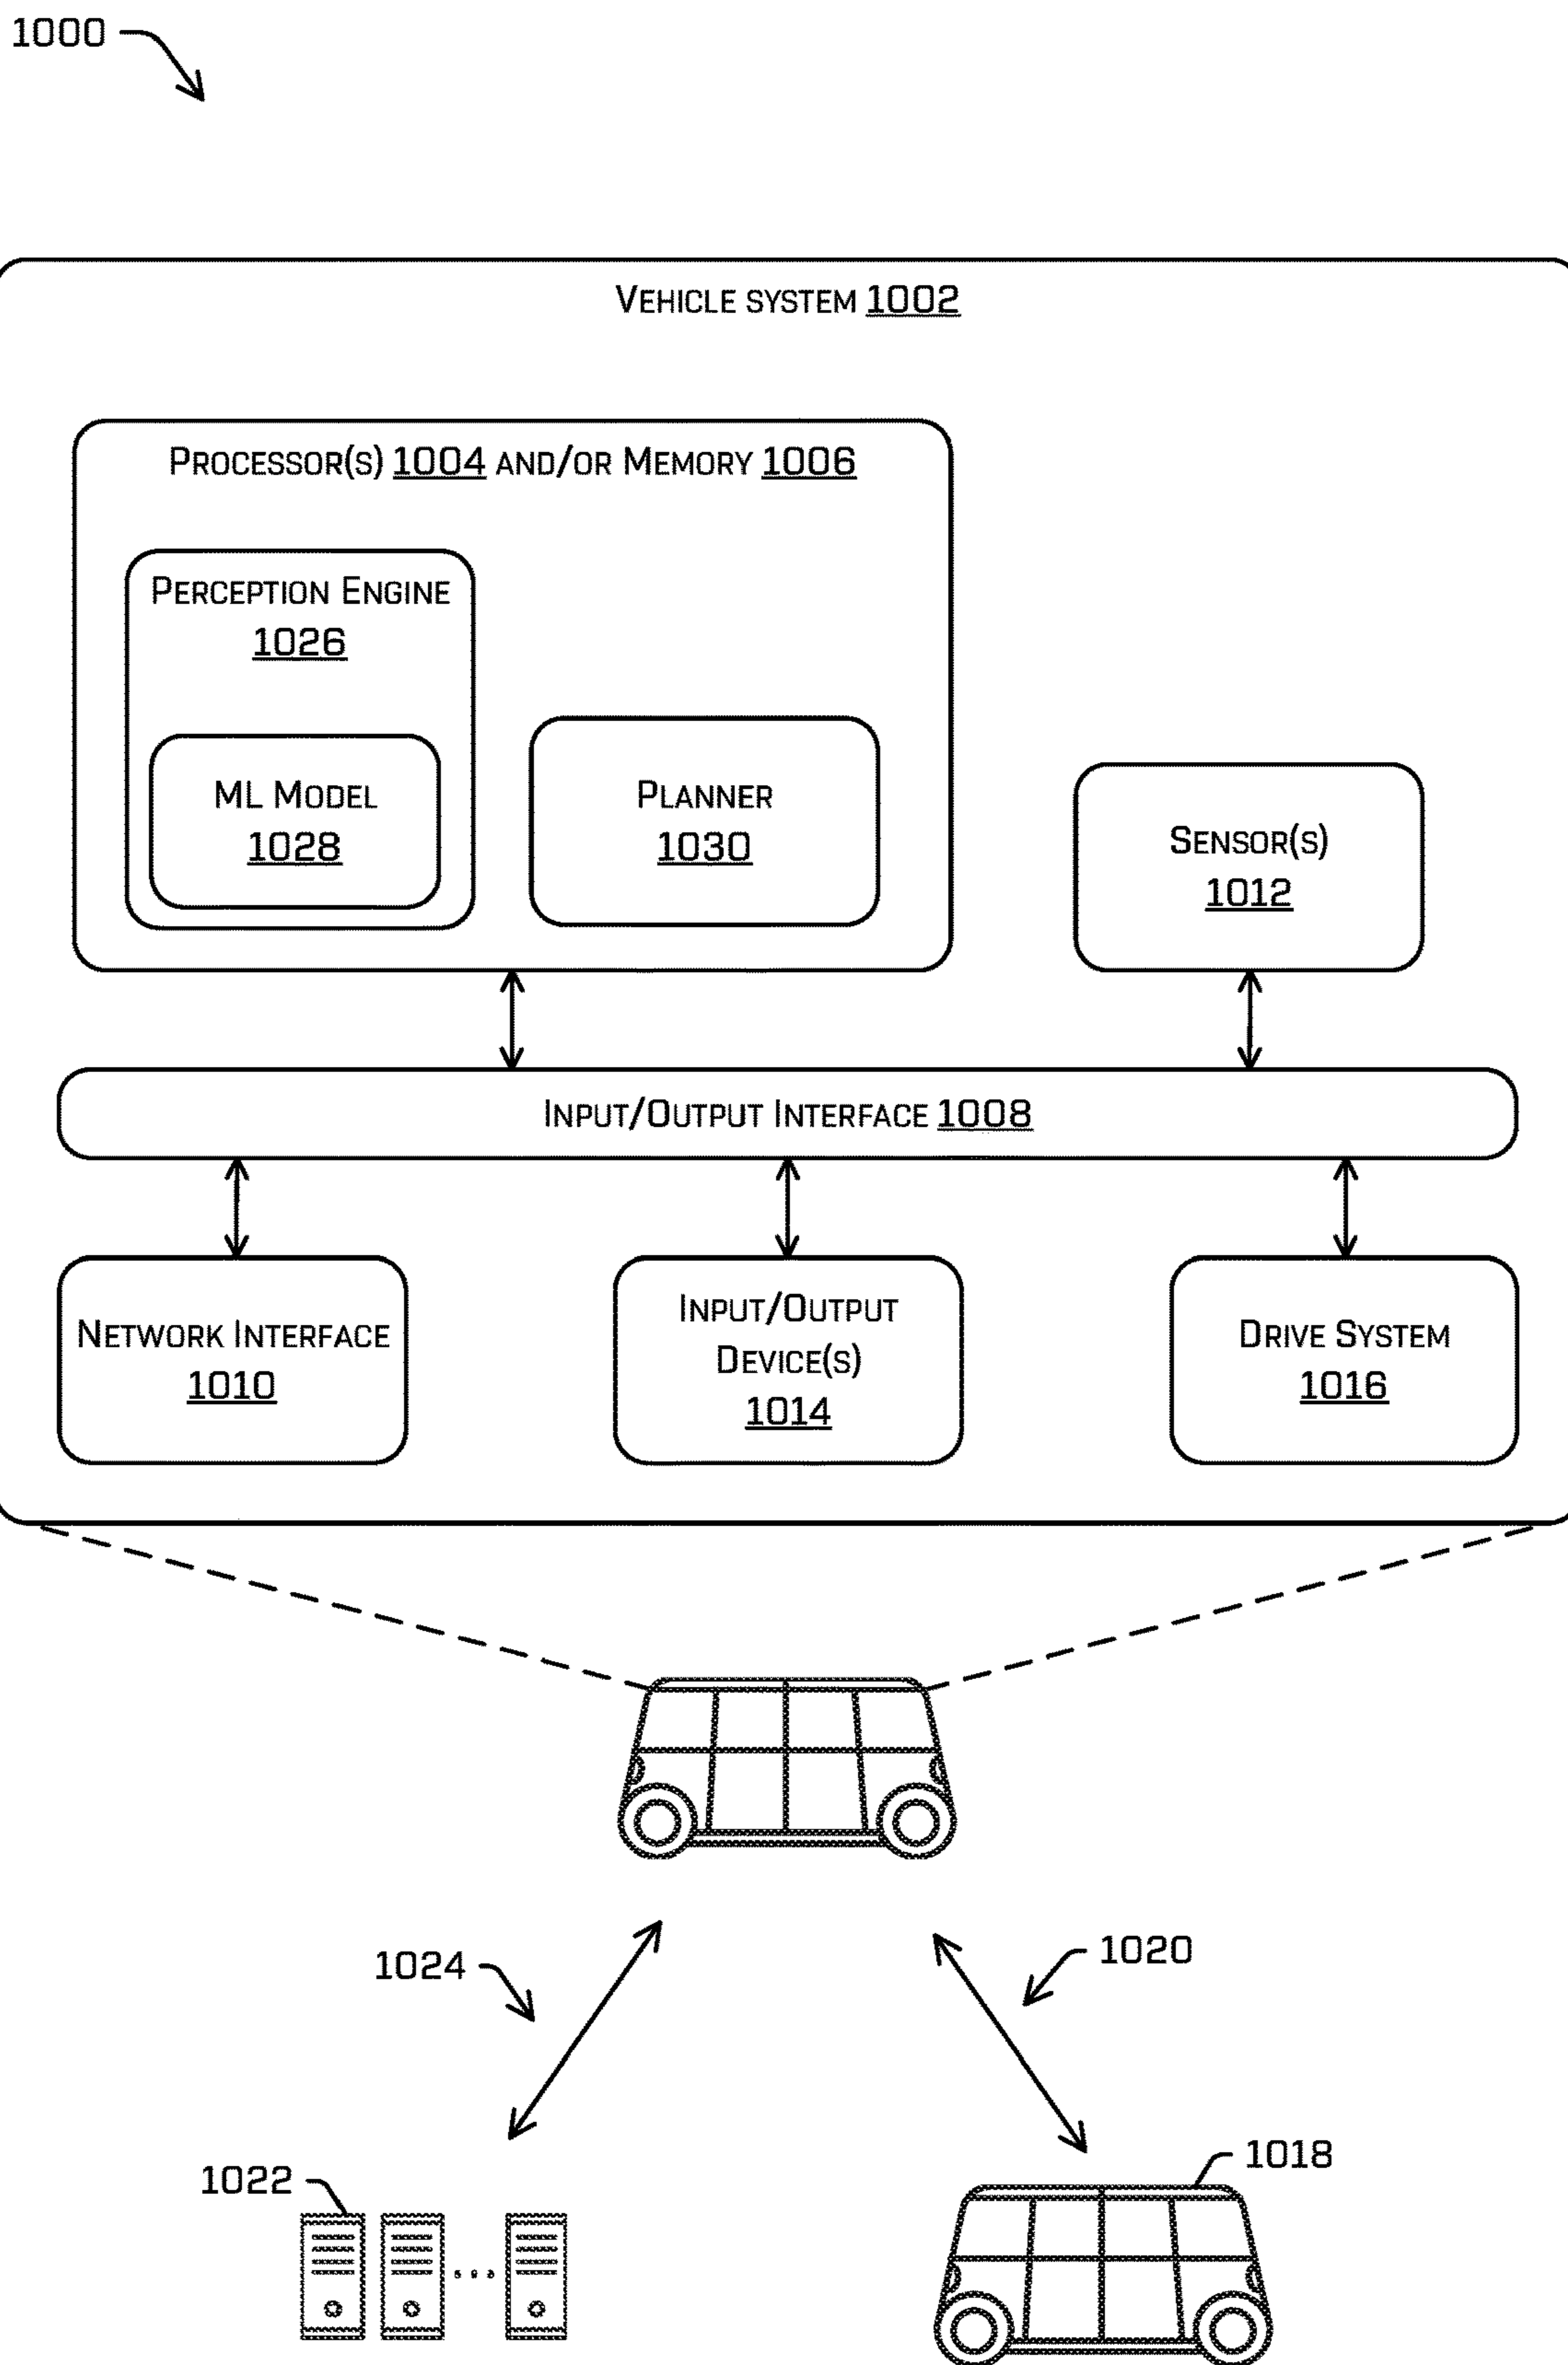 1000
Vehicle system 1002
Processor(s) 1004 and/or Memory 1006
Perception Engine
1026
ML Model
1028
Planner
1030
Sensor(s)
1012
Input/Output Interface 1008
Network Interface
1010
Input/Output
Device(s)
1014
Drive System
1016
1024
1020
1022
1018